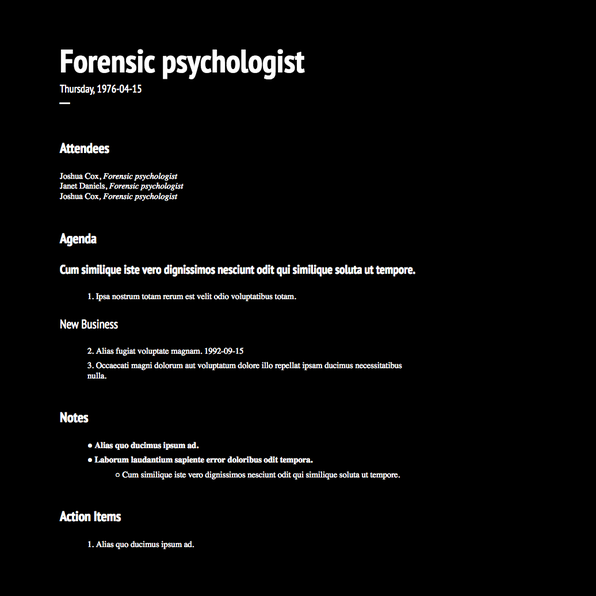 Forensic psychologist
Thursday, 1976-04-15
Attendees
Joshua Cox, Forensic psychologist
Janet Daniels, Forensic psychologist
Joshua Cox, Forensic psychologist
Agenda
Cum similique iste vero dignissimos nesciunt odit qui similique soluta ut tempore.
1. Ipsa nostrum totam rerum est velit odio voluptatibus totam.
New Business
2. Alias fugiat voluptate magnam. 1992-09-15
3. Occaecati magni dolorum aut voluptatum dolore illo repellat ipsam ducimus necessitatibus
nulla.
Notes
● Alias quo ducimus ipsum ad.
● Laborum laudantium sapiente error doloribus odit tempora.
○ Cum similique iste vero dignissimos nesciunt odit qui similique soluta ut tempore.
Action Items
1. Alias quo ducimus ipsum ad.